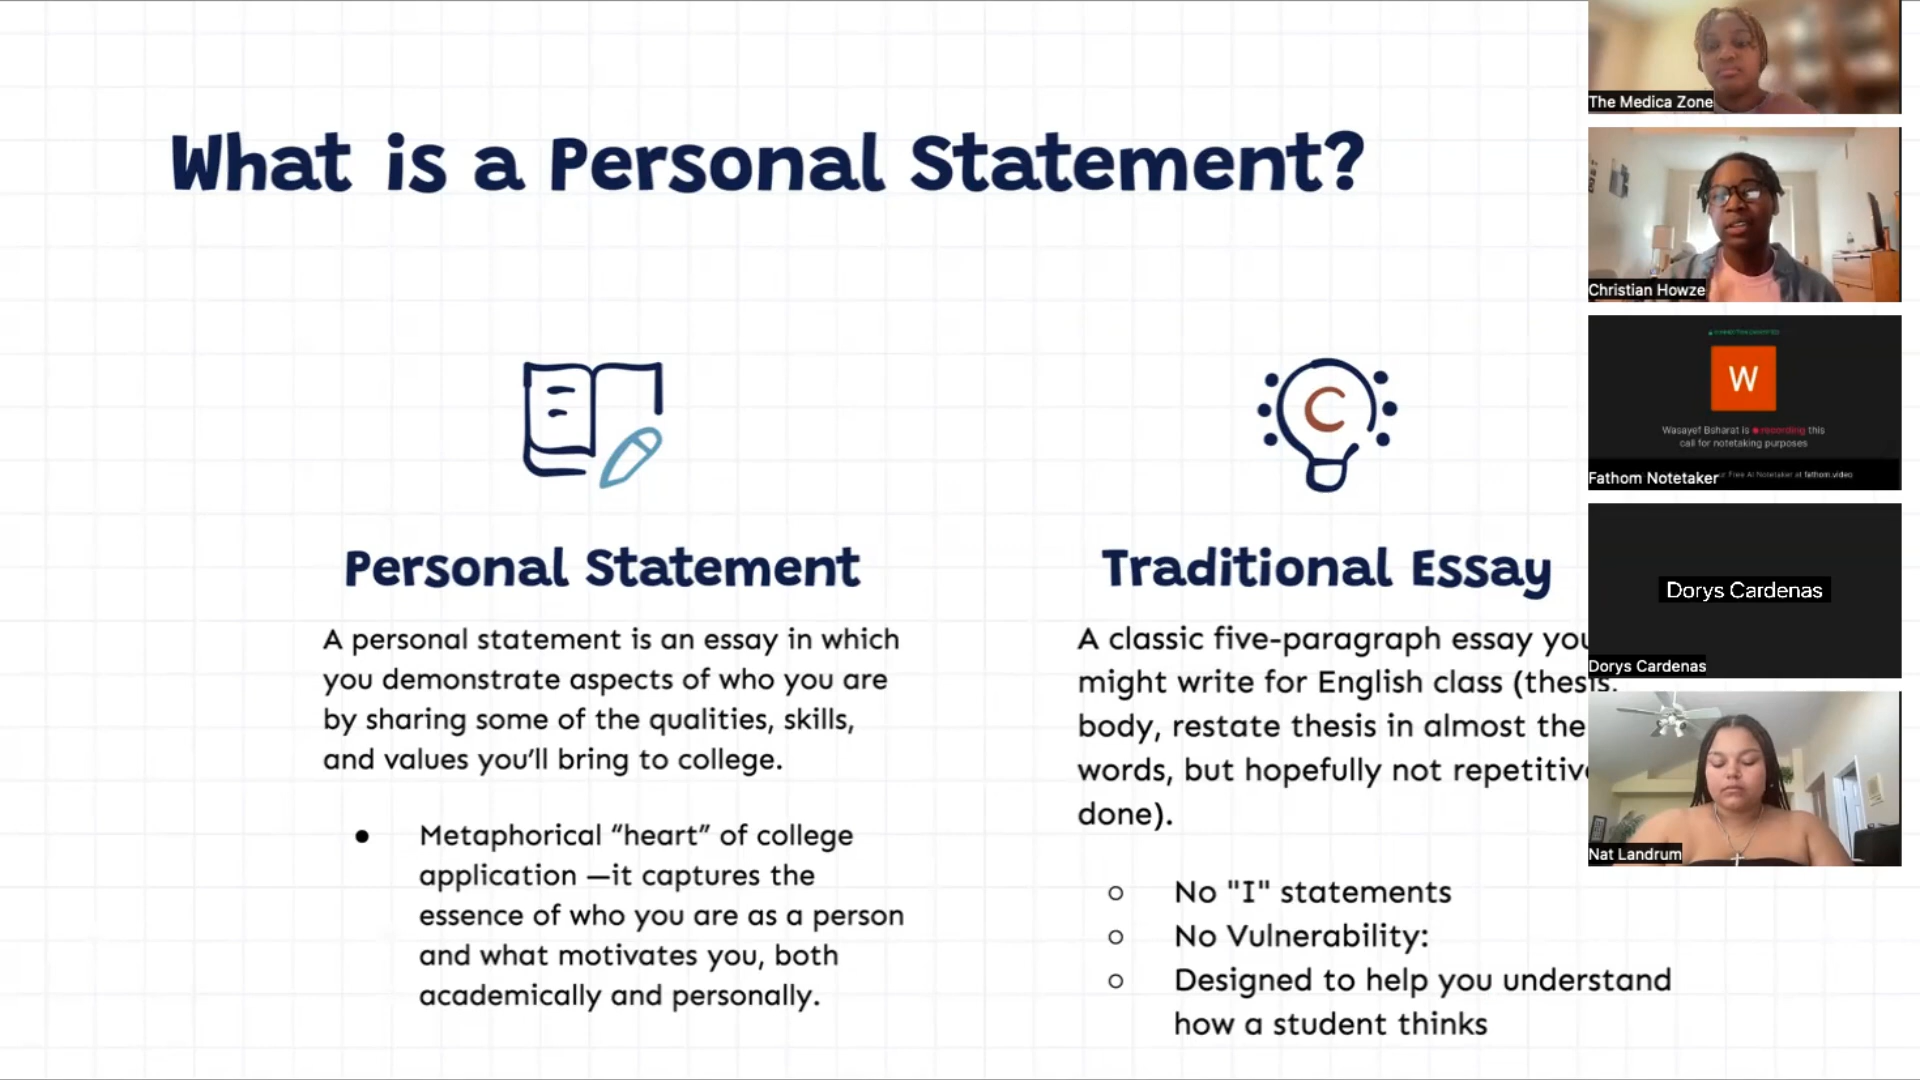 What is a Personal Statement?
C
Personal Statement
A personal statement is an essay in which
you demonstrate aspects of who you are
by sharing some of the qualities, skills,
and values you’ll bring to college.
● Metaphorical “heart” of college
application —it captures the
essence of who you are as a person
and what motivates you, both
academically and personally.
Traditional Essay
A classic five-paragraph essay you
might write for English class (thesis,
body, restate thesis in almost the
words, but hopefully not
done).
○ No "I" statements
○ No Vulnerability:
○ Designed to help you understand
how a student thinks
The Medica Zone
Christian Howze
W
Wasayef Bsharat is ● recording this
call for notetaking purposes
Free AI Notetaker at fathom.video
Fathom Notetaker
Dorys Cardenas
Dorys Cardenas
Nat Landrum